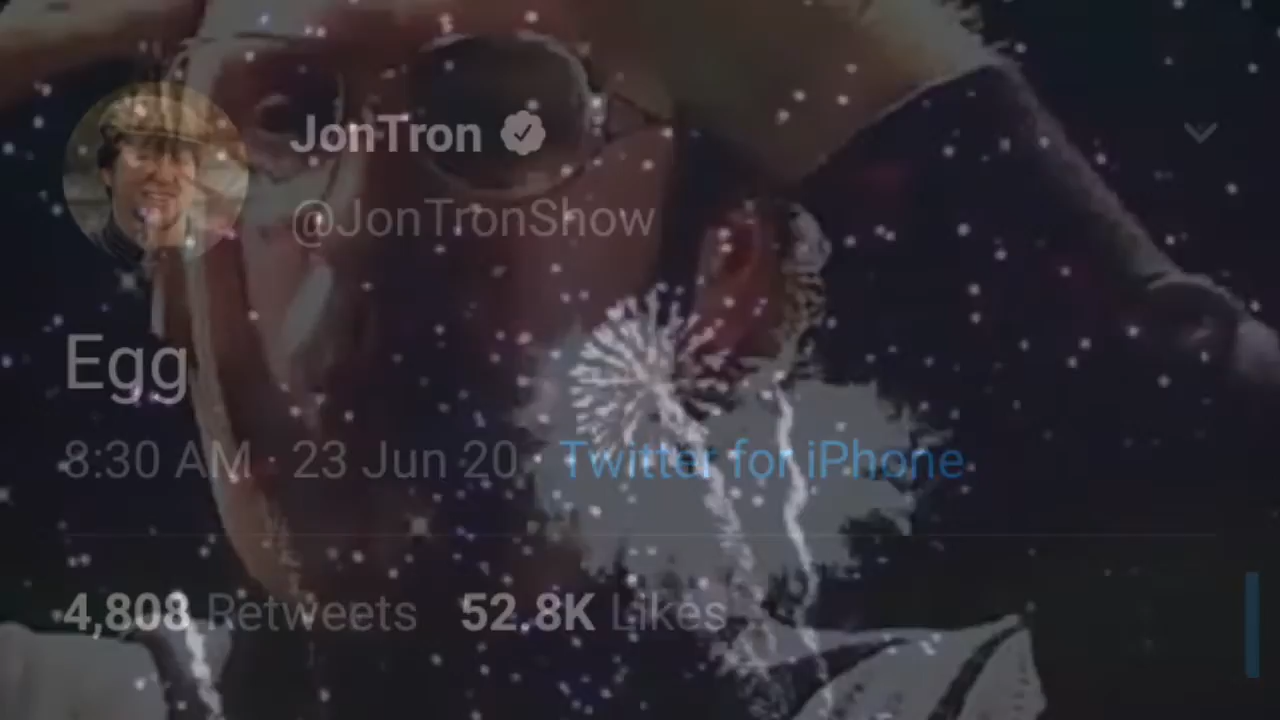 JonTron
@JonTronShow
Egg
8:30 AM · 23 Jun 20 · Twitter for iPhone
4,808 Retweets 52.8K Likes